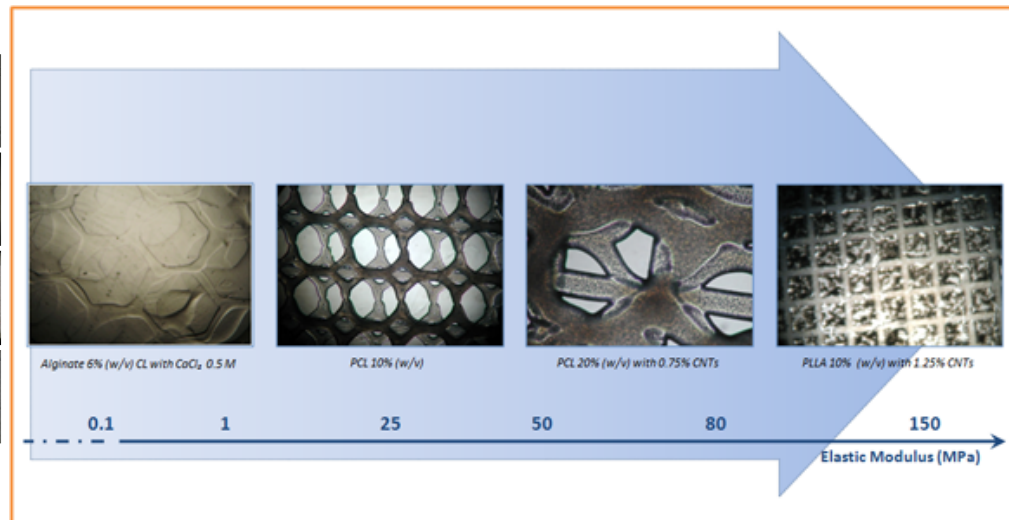 Alginate 6% (w/v) CL with CaCl₂ 0.5 M
PCL 10% (w/v)
PCL 20% (w/v) with 0.75% CNTs
PLLA 10% (w/v) with 1.25% CNTs
0.1 1 25 50 80 150
Elastic Modulus (MPa)